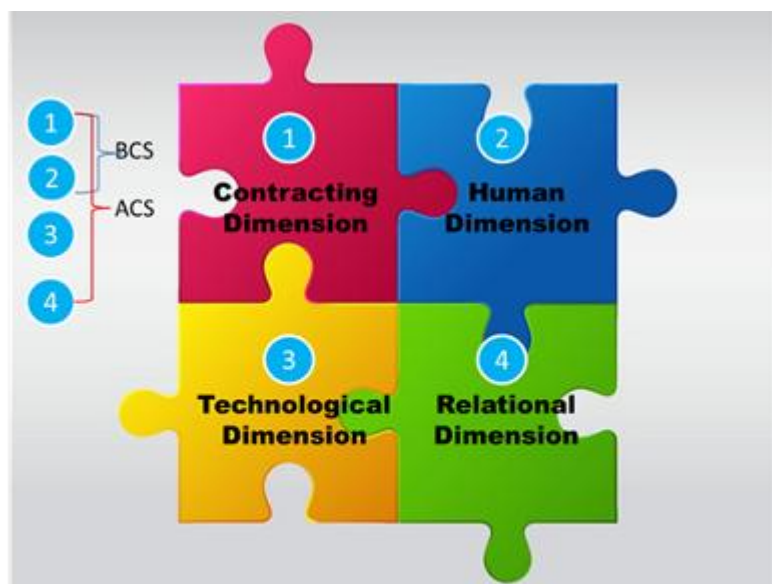 1
2
3
4
BCS
ACS
1
Contracting
Dimension
2
Human
Dimension
3
Technological
Dimension
4
Relational
Dimension